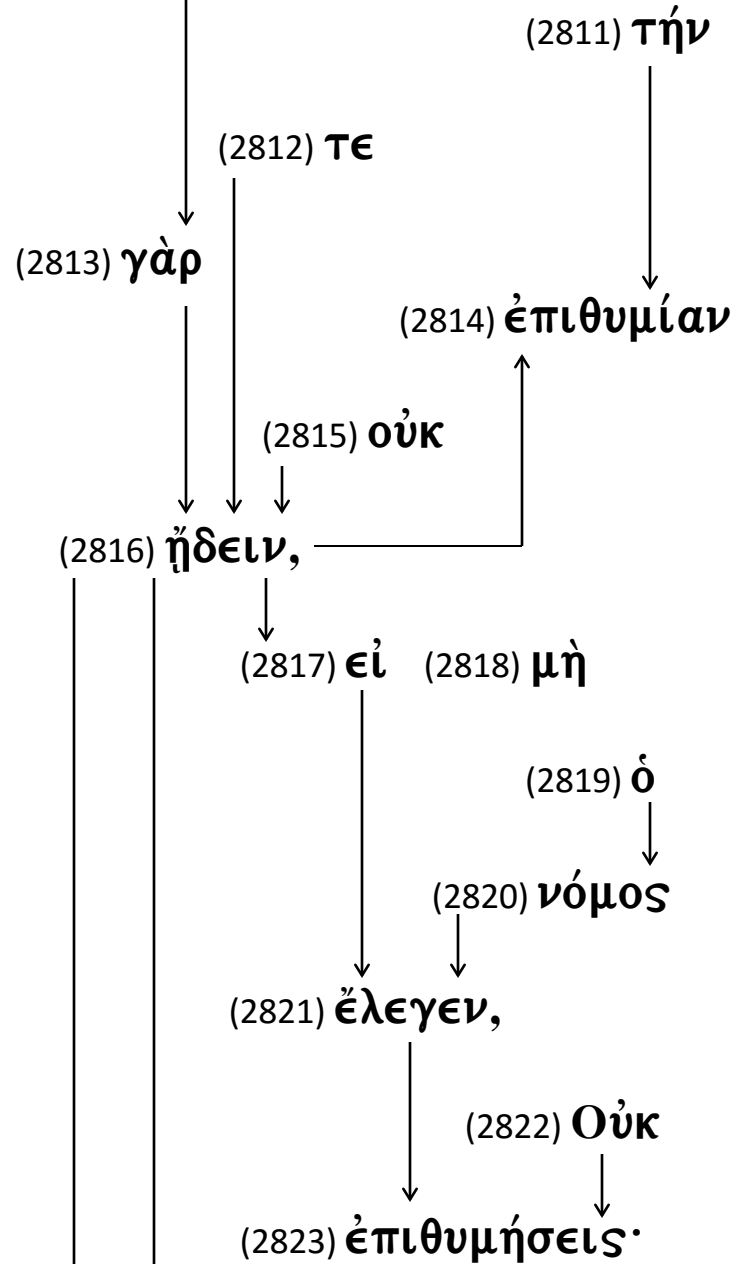 (2811) τήν
(2812) τε
(2813) γὰρ
(2814) ἐπιθυμίαν
(2815) οὐκ
(2816) ᾔδειν,
(2817) εἰ (2818) μὴ
(2819) ὁ
(2820) νόμος
(2821) ἔλεγεν,
(2822) Οὐκ
(2823) ἐπιθυμήσεις·